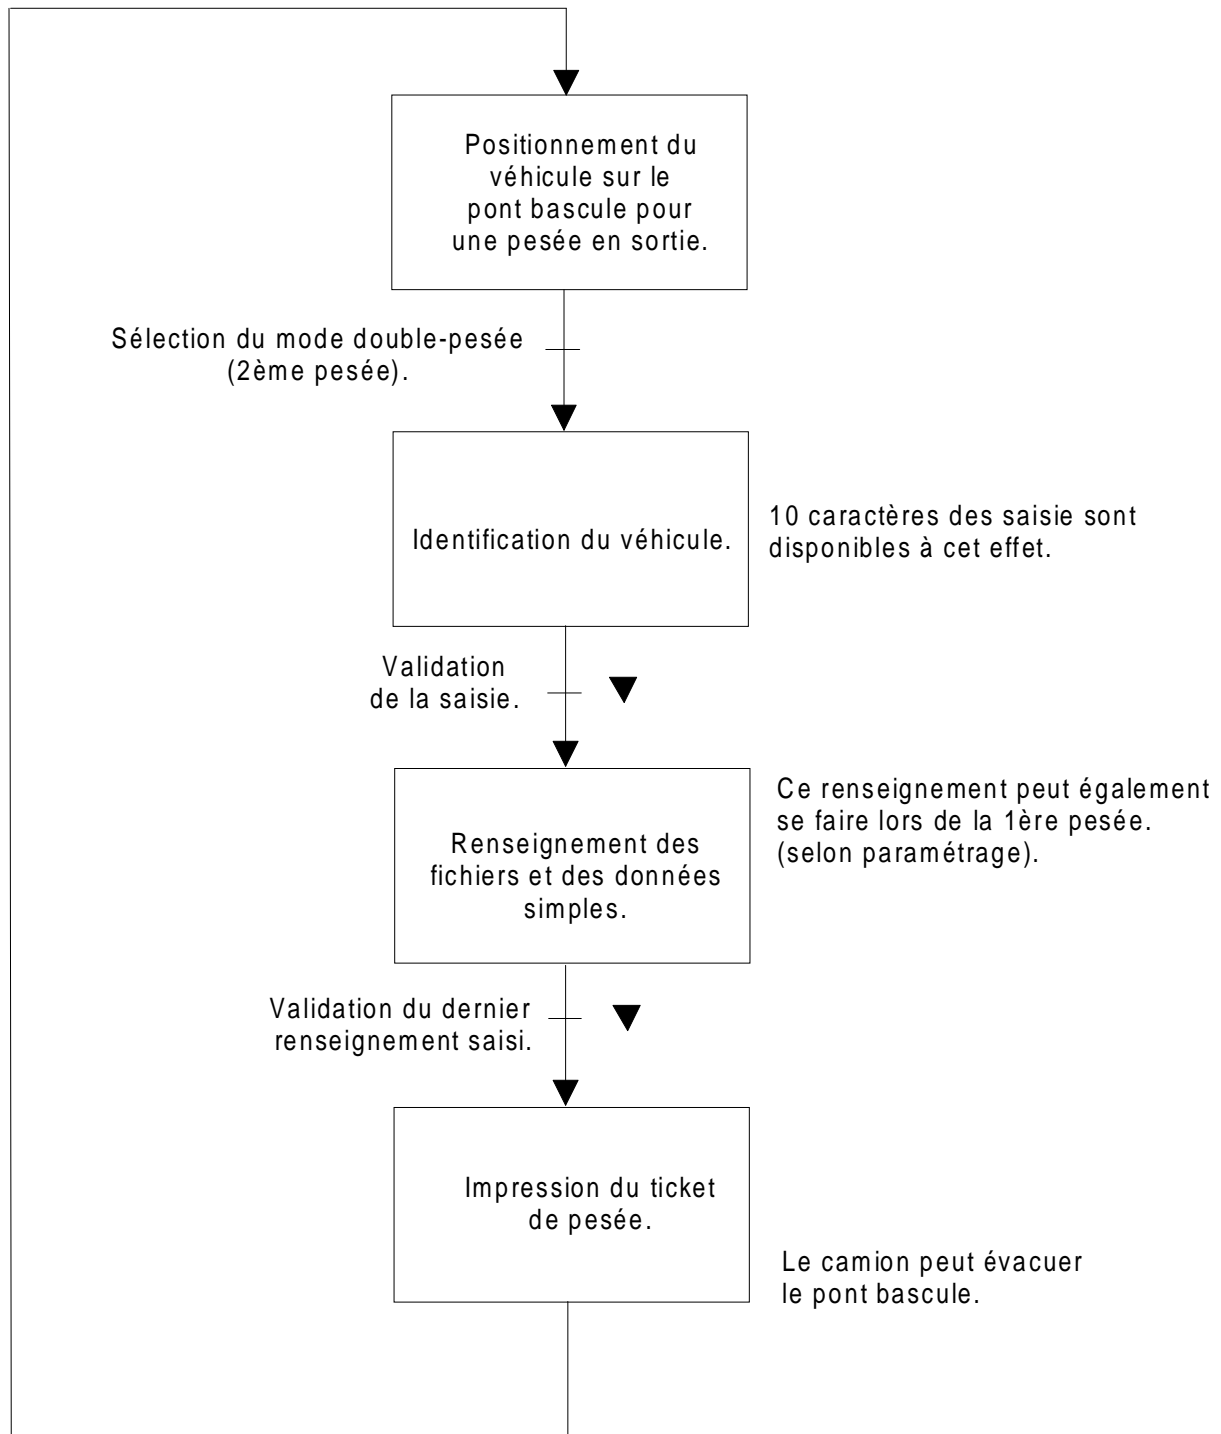 Positionnement du
véhicule sur le
pont bascule pour
une pesée en sortie.
Sélection du mode double-pesée
(2ème pesée).
Identification du véhicule.
10 caractères des saisie sont
disponibles à cet effet.
Validation
de la saisie.
Renseignement des
fichiers et des données
simples.
Ce renseignement peut également
se faire lors de la 1ère pesée.
(selon paramétrage).
Validation du dernier
renseignement saisi.
Impression du ticket
de pesée.
Le camion peut évacuer
le pont bascule.